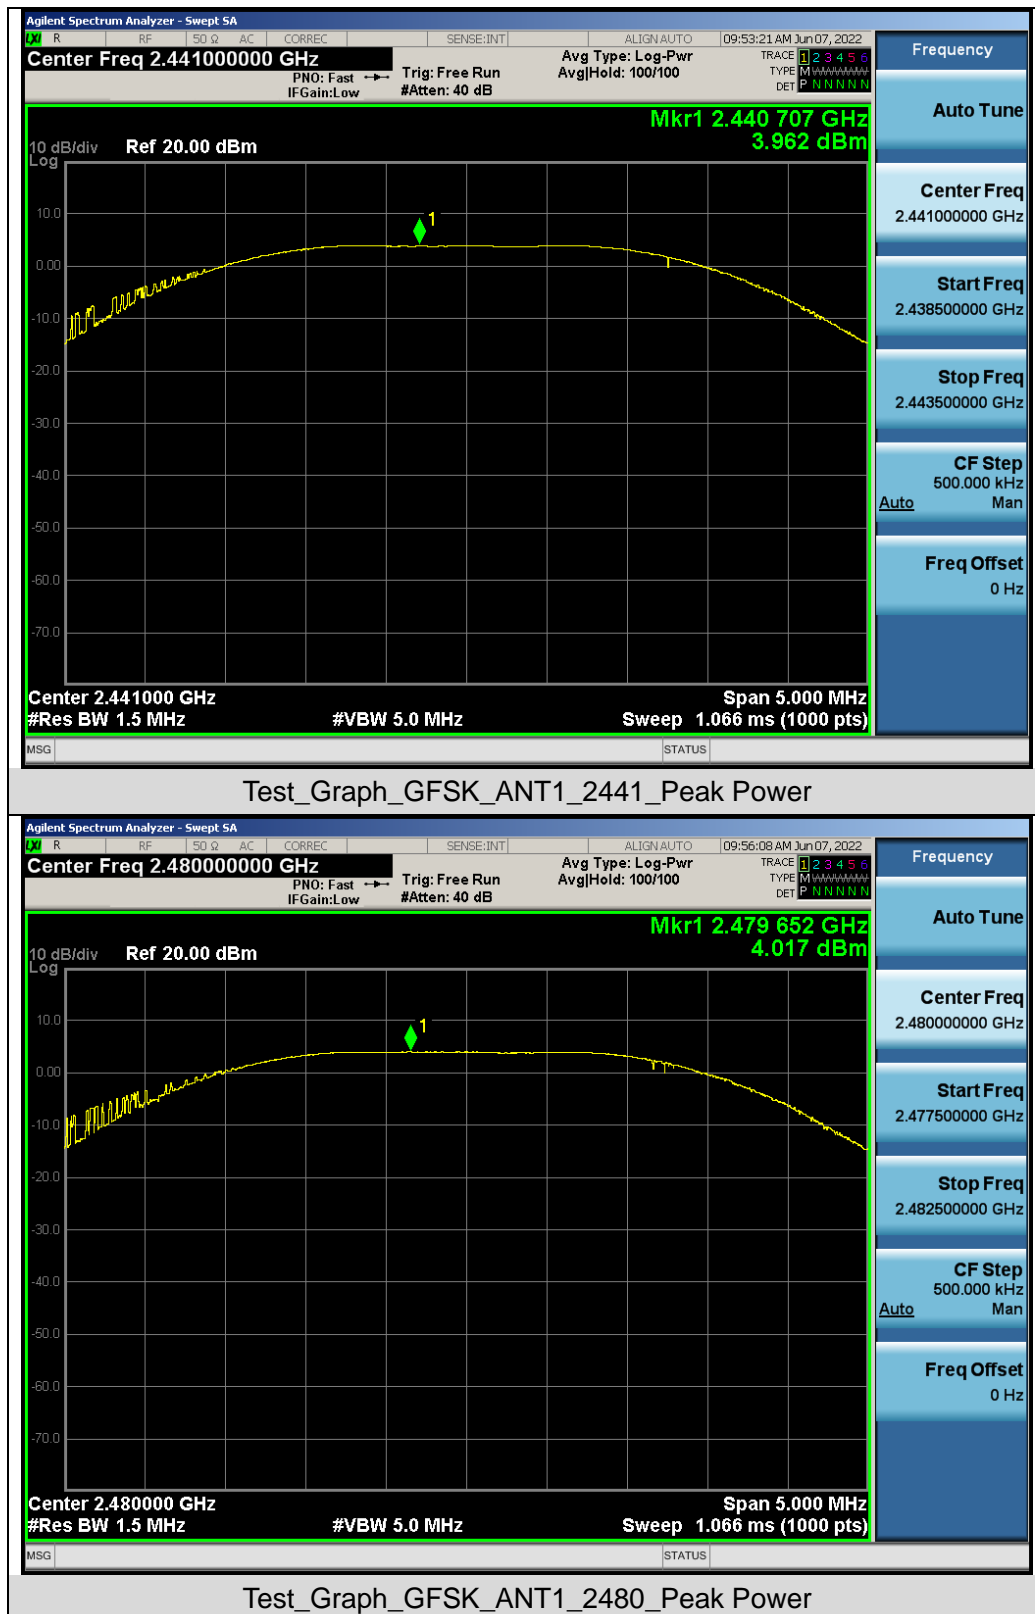 Agilent Spectrum Analyzer - Swept SA
LXI R RF 50 Ω AC CORREC SENSE:INT ALIGN AUTO 09:53:21 AM Jun 07, 2022
Center Freq 2.441000000 GHz
PNO: Fast
IFGain:Low
Trig: Free Run
#Atten: 40 dB
Avg Type: Log-Pwr
Avg|Hold: 100/100
TRACE 1 2 3 4 5 6
TYPE M WWWWW
DET P N N N N N
Mkr1 2.440 707 GHz
3.962 dBm
10 dB/div Ref 20.00 dBm
Log
1
10.0
0.00
-10.0
-20.0
-30.0
-40.0
-50.0
-60.0
-70.0
Center 2.441000 GHz Span 5.000 MHz
#Res BW 1.5 MHz #VBW 5.0 MHz Sweep 1.066 ms (1000 pts)
MSG STATUS
Frequency
Auto Tune
Center Freq
2.441000000 GHz
Start Freq
2.438500000 GHz
Stop Freq
2.443500000 GHz
CF Step
500.000 kHz
Auto Man
Freq Offset
0 Hz
Test_Graph_GFSK_ANT1_2441_Peak Power
Agilent Spectrum Analyzer - Swept SA
LXI R RF 50 Ω AC CORREC SENSE:INT ALIGN AUTO 09:56:08 AM Jun 07, 2022
Center Freq 2.480000000 GHz
PNO: Fast
IFGain:Low
Trig: Free Run
#Atten: 40 dB
Avg Type: Log-Pwr
Avg|Hold: 100/100
TRACE 1 2 3 4 5 6
TYPE M WWWWW
DET P N N N N N
Mkr1 2.479 652 GHz
4.017 dBm
10 dB/div Ref 20.00 dBm
Log
1
10.0
0.00
-10.0
-20.0
-30.0
-40.0
-50.0
-60.0
-70.0
Center 2.480000 GHz Span 5.000 MHz
#Res BW 1.5 MHz #VBW 5.0 MHz Sweep 1.066 ms (1000 pts)
MSG STATUS
Frequency
Auto Tune
Center Freq
2.480000000 GHz
Start Freq
2.477500000 GHz
Stop Freq
2.482500000 GHz
CF Step
500.000 kHz
Auto Man
Freq Offset
0 Hz
Test_Graph_GFSK_ANT1_2480_Peak Power